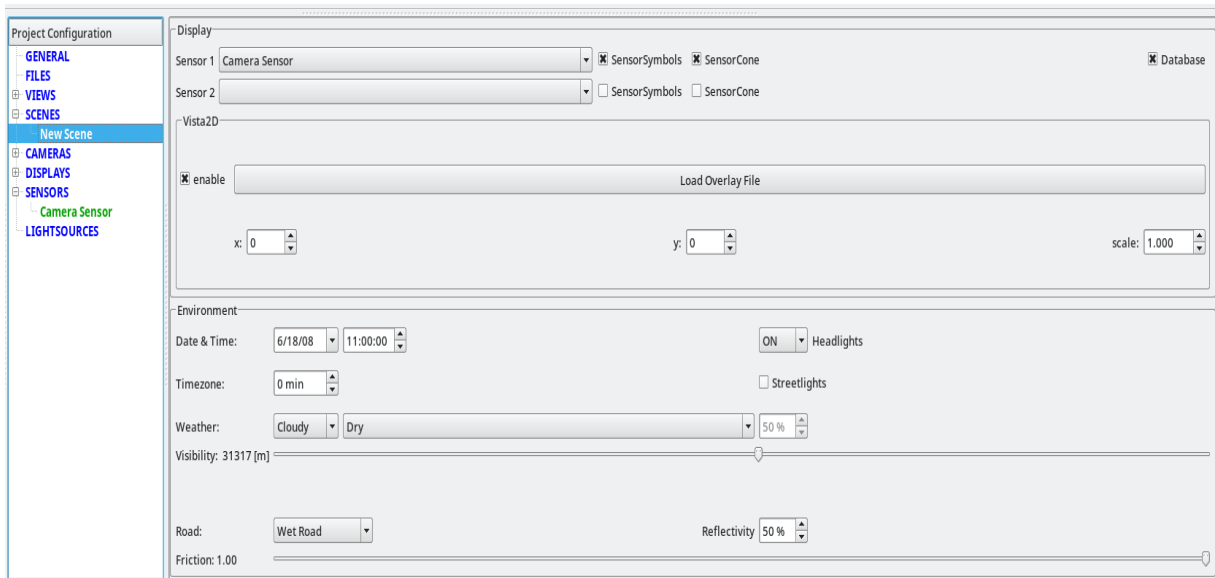 Project Configuration
GENERAL
FILES
VIEWS
SCENES
New Scene
CAMERAS
DISPLAYS
SENSORS
Camera Sensor
LIGHTSOURCES
Display
Sensor 1 Camera Sensor SensorSymbols SensorCone Database
Sensor 2 SensorSymbols SensorCone
Vista2D
enable Load Overlay File
x: 0 y: 0 scale: 1.000
Environment
Date & Time: 6/18/08 11:00:00 ON Headlights
Timezone: 0 min Streetlights
Weather: Cloudy Dry 50 %
Visibility: 31317 [m]
Road: Wet Road Reflectivity 50 %
Friction: 1.00